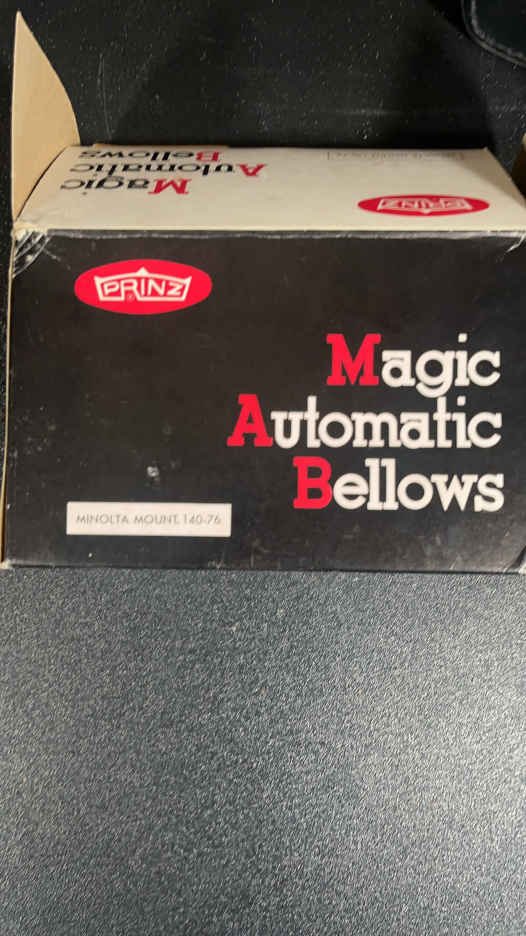 Magic
Automatic
Bellows
PRINZ
PRINZ
Magic
Automatic
Bellows
MINOLTA MOUNT. 140-76